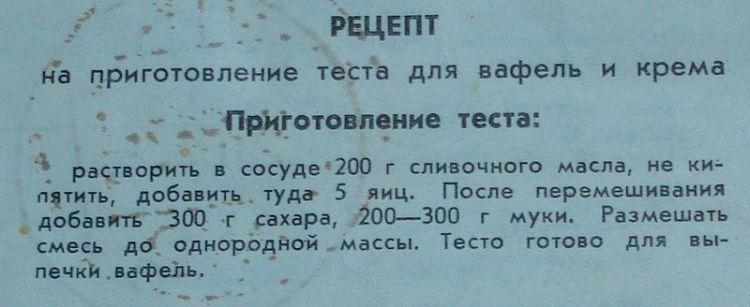 РЕЦЕПТ
на приготовление теста для вафель и крема
Приготовление теста:
растворить в сосуде 200 г сливочного масла, не ки-
пятить, добавить туда 5 яиц. После перемешивания
добавить 300 г сахара, 200—300 г муки. Размешать
смесь до однородной массы. Тесто готово для вы-
печки вафель.